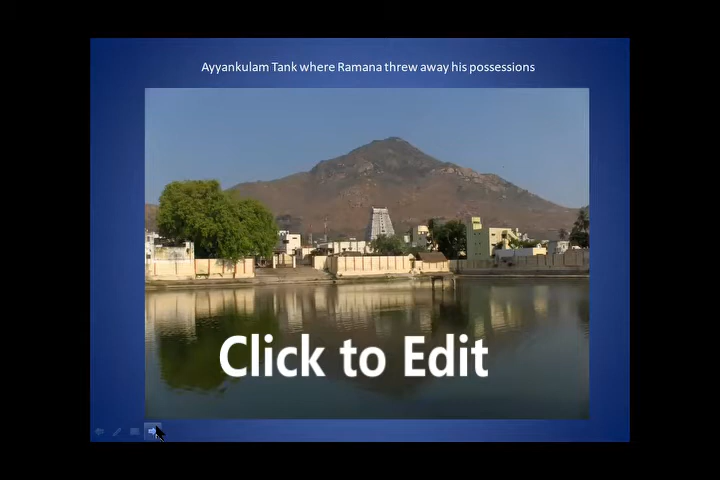 Ayyankulam Tank where Ramana threw away his possessions
Click to Edit